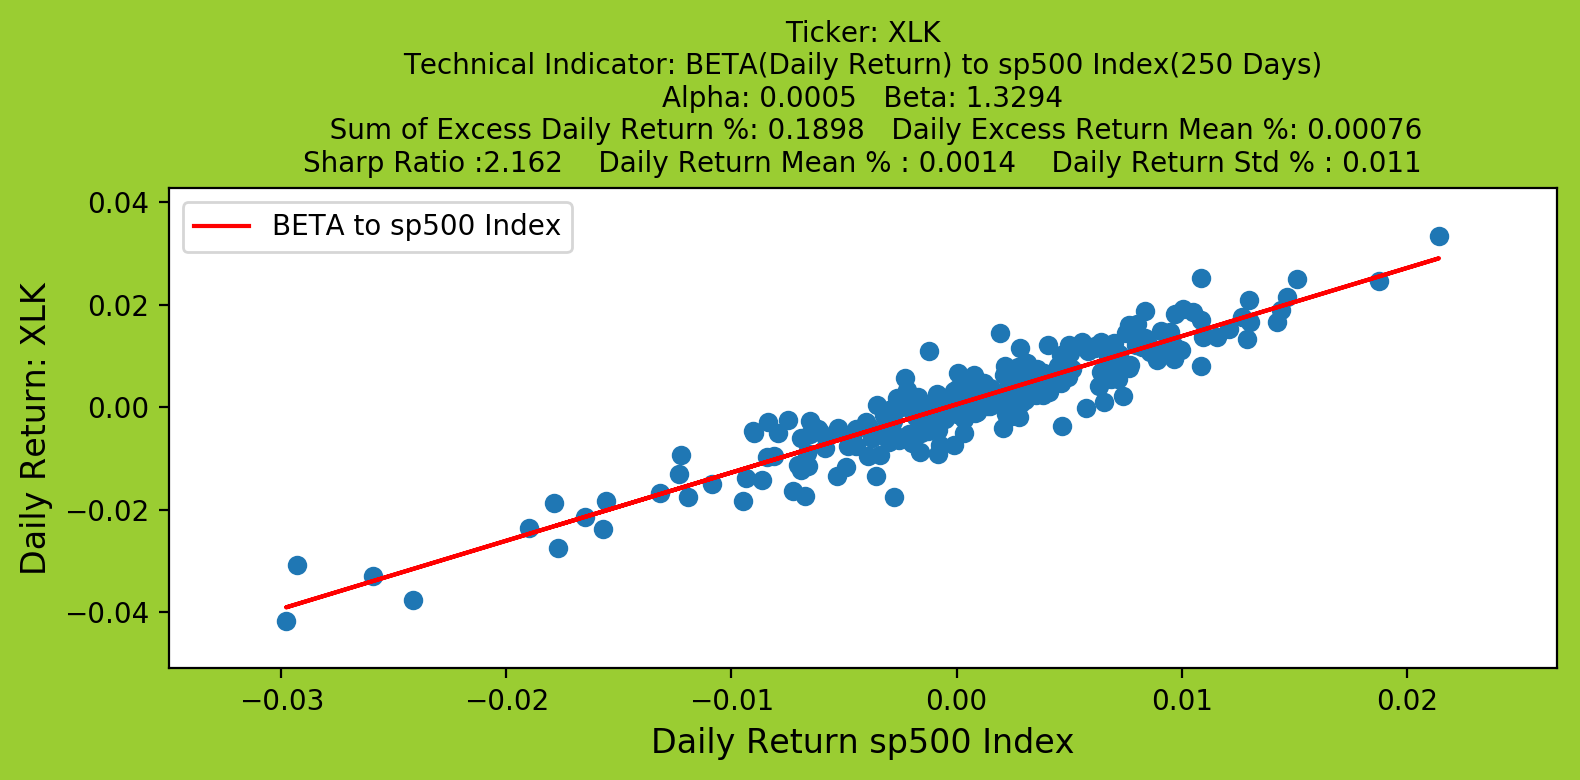 Ticker: XLK
Technical Indicator: BETA(Daily Return) to sp500 Index(250 Days)
Alpha: 0.0005   Beta: 1.3294
Sum of Excess Daily Return %: 0.1898   Daily Excess Return Mean %: 0.00076
Sharp Ratio :2.162    Daily Return Mean % : 0.0014    Daily Return Std % : 0.011
BETA to sp500 Index
Daily Return: XLK
0.04
0.02
0.00
−0.02
−0.04
−0.03 −0.02 −0.01 0.00 0.01 0.02
Daily Return sp500 Index